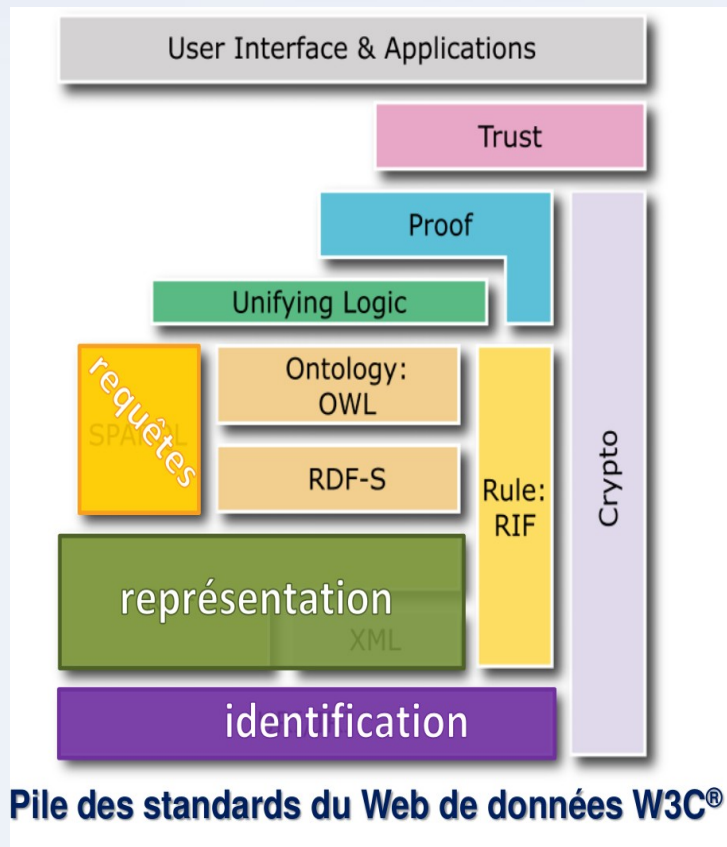 User Interface & Applications
Trust
Proof
Unifying Logic
requêtes
SPARQL
Ontology:
OWL
RDF-S
Rule:
RIF
Crypto
représentation
XML
identification
Pile des standards du Web de données W3C®